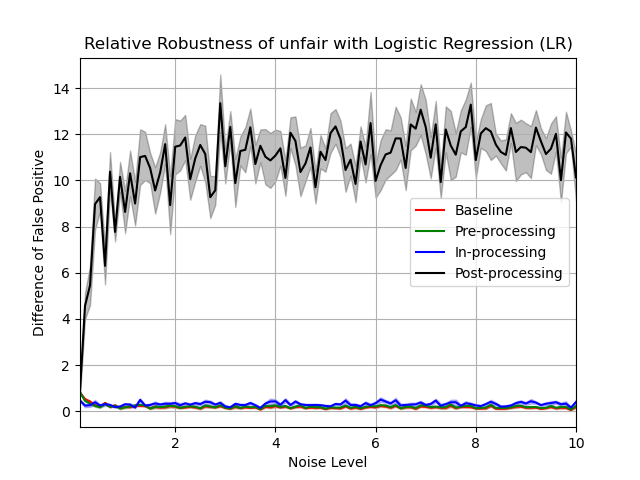 Relative Robustness of unfair with Logistic Regression (LR)
Difference of False Positive
14
12
10
8
6
4
2
0
Baseline
Pre-processing
In-processing
Post-processing
2
4
6
8
10
Noise Level